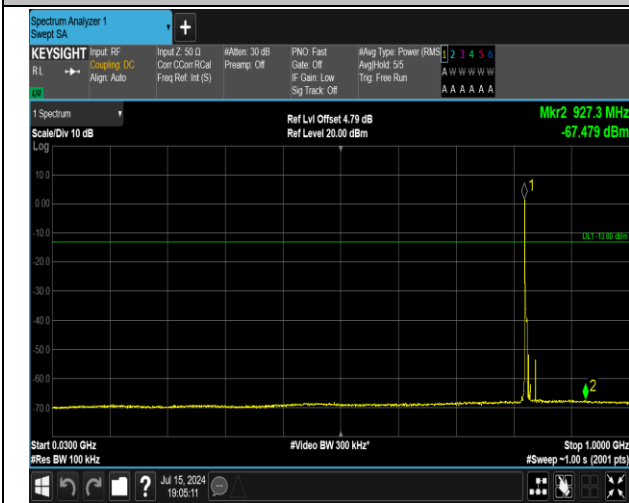 Spectrum Analyzer 1
Swept SA
+
KEYSIGHT
RL
Input: RF
Coupling: DC
Align: Auto
Input Z: 50 Ω
Corr CCorr RCal
Freq Ref: Int (S)
#Atten: 30 dB
Preamp: Off
PNO: Fast
Gate: Off
IF Gain: Low
Sig Track: Off
#Avg Type: Power (RMS
Avg|Hold: 5/5
Trig: Free Run
1 2 3 4 5 6
A W W W W W
A A A A A A
1 Spectrum
Scale/Div 10 dB
Log
Ref Lvl Offset 4.79 dB
Ref Level 20.00 dBm
Mkr2 927.3 MHz
-67.479 dBm
10.0
0.00
-10.0
-20.0
-30.0
-40.0
-50.0
-60.0
-70.0
1
DL1 -13.00 dBm
2
Start 0.0300 GHz
#Res BW 100 kHz
#Video BW 300 kHz*
Stop 1.0000 GHz
#Sweep ~1.00 s (2001 pts)
?
Jul 15, 2024
19:05:11